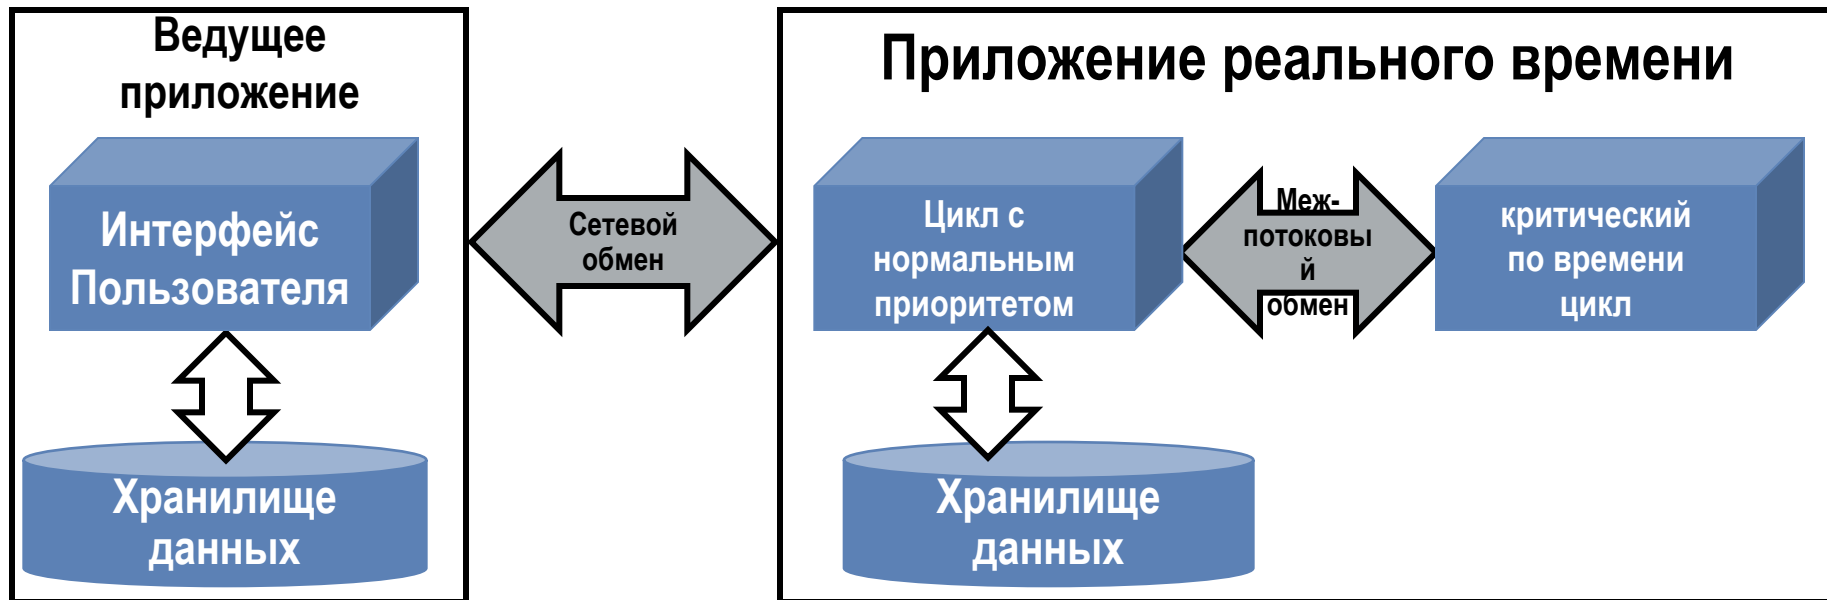 Ведущее
приложение
Интерфейс
Пользователя
Хранилище
данных
Сетевой
обмен
Приложение реального времени
Цикл с
нормальным
приоритетом
Меж-
потоковы
й
обмен
критический
по времени
цикл
Хранилище
данных